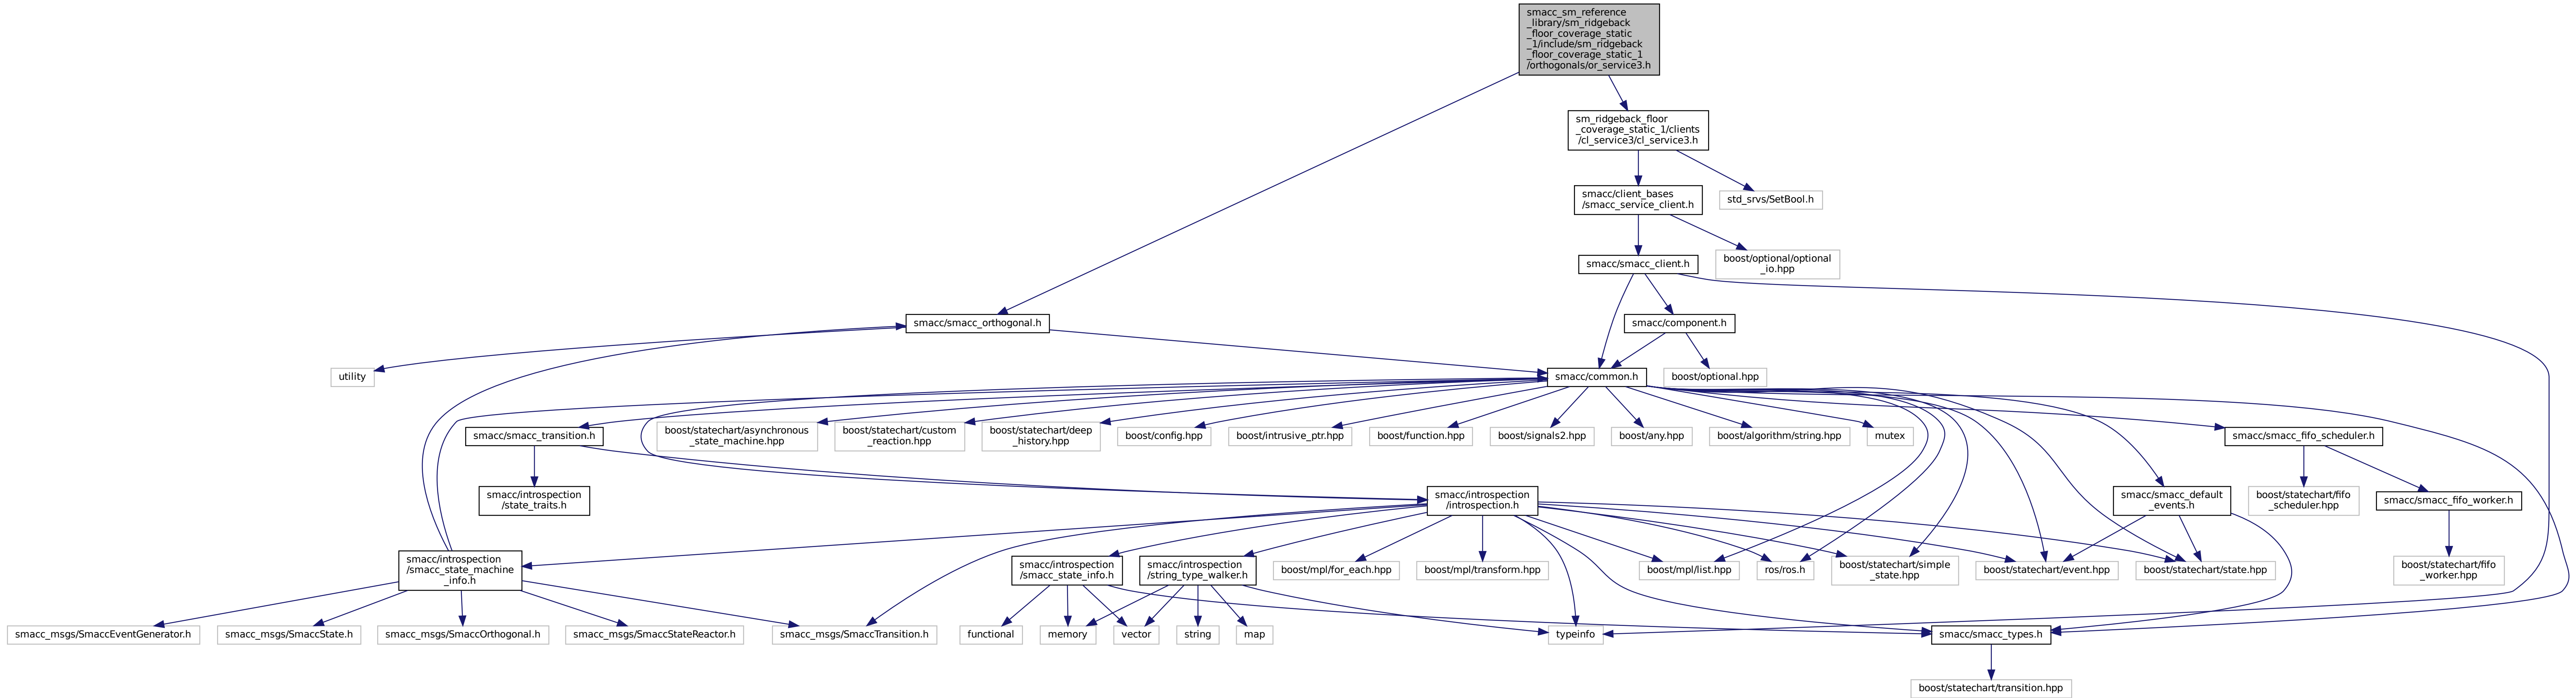 smacc_sm_reference
_library/sm_ridgeback
_floor_coverage_static
_1/include/sm_ridgeback
_floor_coverage_static_1
/orthogonals/or_service3.h
sm_ridgeback_floor
_coverage_static_1/clients
/cl_service3/cl_service3.h
smacc/client_bases
/smacc_service_client.h
std_srvs/SetBool.h
smacc/smacc_client.h
boost/optional/optional
_io.hpp
smacc/smacc_orthogonal.h
smacc/component.h
utility
smacc/common.h
boost/optional.hpp
smacc/smacc_transition.h
boost/statechart/asynchronous
_state_machine.hpp
boost/statechart/custom
_reaction.hpp
boost/statechart/deep
_history.hpp
boost/config.hpp
boost/intrusive_ptr.hpp
boost/function.hpp
boost/signals2.hpp
boost/any.hpp
boost/algorithm/string.hpp
mutex
smacc/smacc_fifo_scheduler.h
smacc/introspection
/state_traits.h
smacc/introspection
/introspection.h
smacc/smacc_default
_events.h
boost/statechart/fifo
_scheduler.hpp
smacc/smacc_fifo_worker.h
smacc/introspection
/smacc_state_machine
_info.h
smacc/introspection
/smacc_state_info.h
smacc/introspection
/string_type_walker.h
boost/mpl/for_each.hpp
boost/mpl/transform.hpp
boost/mpl/list.hpp
ros/ros.h
boost/statechart/simple
_state.hpp
boost/statechart/event.hpp
boost/statechart/state.hpp
boost/statechart/fifo
_worker.hpp
smacc_msgs/SmaccEventGenerator.h
smacc_msgs/SmaccState.h
smacc_msgs/SmaccOrthogonal.h
smacc_msgs/SmaccStateReactor.h
smacc_msgs/SmaccTransition.h
functional
memory
vector
string
map
typeinfo
smacc/smacc_types.h
boost/statechart/transition.hpp